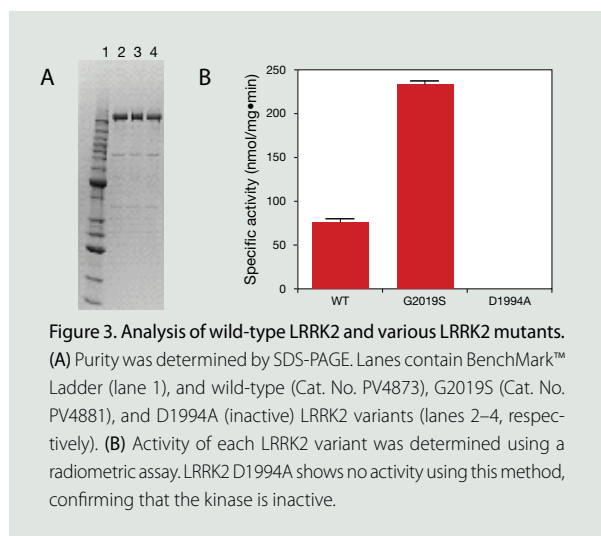 1 2 3 4
A
B
Specific activity (nmol/mg•min)
250
200
150
100
50
0
WT G2019S D1994A
Figure 3. Analysis of wild-type LRRK2 and various LRRK2 mutants.
(A) Purity was determined by SDS-PAGE. Lanes contain BenchMark™
Ladder (lane 1), and wild-type (Cat. No. PV4873), G2019S (Cat. No.
PV4881), and D1994A (inactive) LRRK2 variants (lanes 2–4, respec-
tively). (B) Activity of each LRRK2 variant was determined using a
radiometric assay. LRRK2 D1994A shows no activity using this method,
confirming that the kinase is inactive.